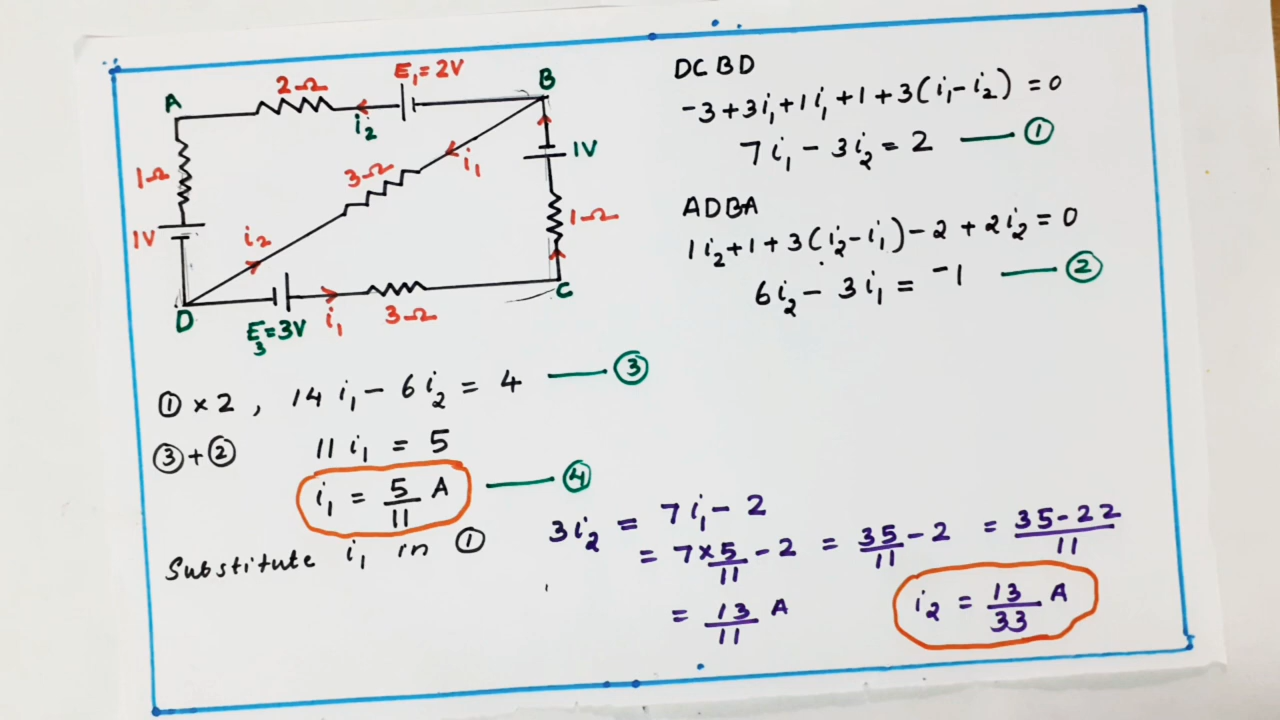 E₁=2V
2Ω
A
B
i₂
1Ω
1V
3Ω
i₁
1V
1Ω
i₂
D
E₃=3V
i₁
3Ω
C
DCBD
-3+3i₁+1i₁+1+3(i₁-i₂)=0
7i₁-3i₂=2 — ①
ADBA
1i₂+1+3(i₂-i₁)-2+2i₂=0
6i₂-3i₁=-1 — ②
①×2, 14i₁-6i₂=4 — ③
③+② 11i₁=5
i₁=5/11 A — ④
Substitute i₁ in ①
3i₂=7i₁-2
=7×5/11-2=35/11-2=35-22/11
=13/11 A
i₂=13/33 A